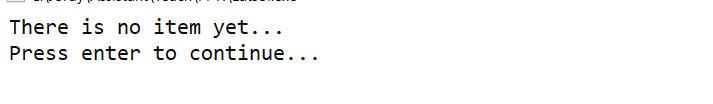 There is no item yet...
Press enter to continue...